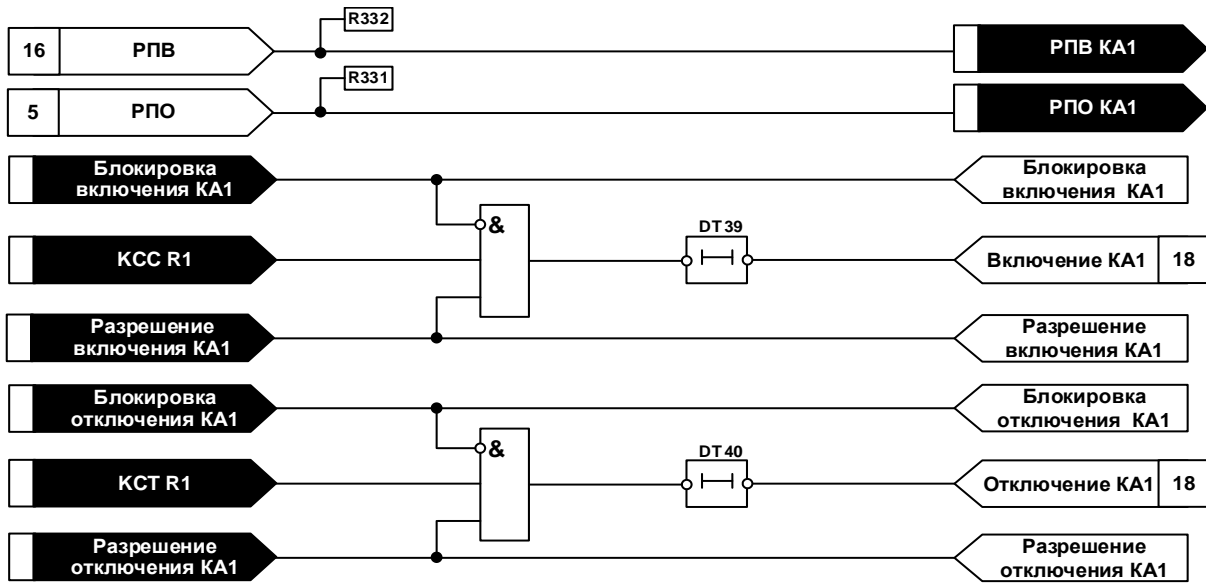 R332
16 РПВ РПВ КА1
R331
5 РПО РПО КА1
Блокировка
включения КА1
Блокировка
включения КА1
&
DT39
КСС R1
Включение КА1 18
Разрешение
включения КА1
Разрешение
включения КА1
Блокировка
отключения КА1
Блокировка
отключения КА1
&
DT40
КСТ R1
Отключение КА1 18
Разрешение
отключения КА1
Разрешение
отключения КА1